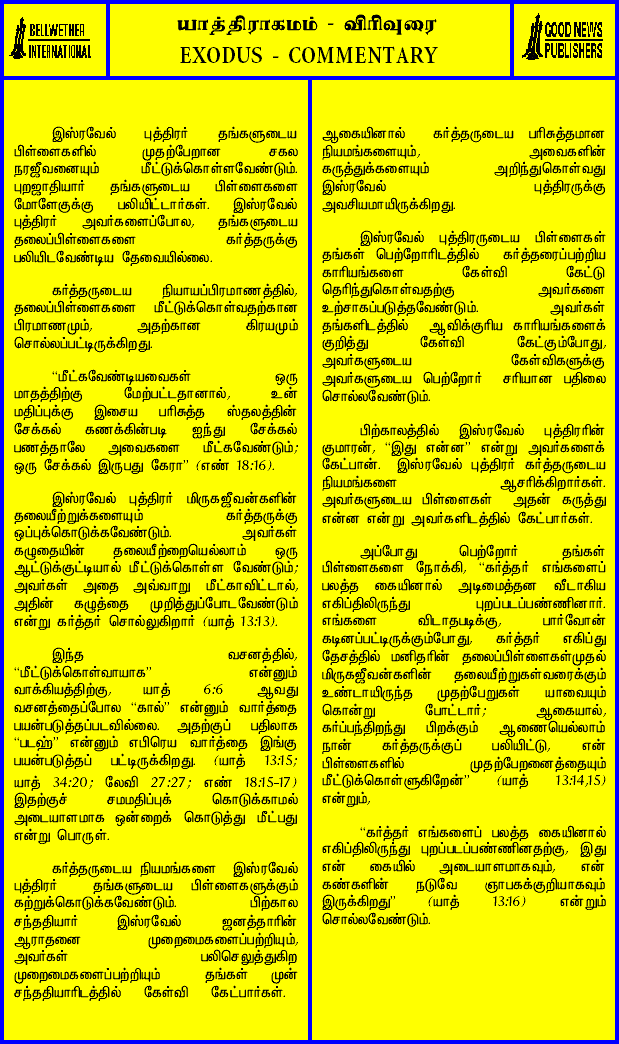 BELLWETHER
INTERNATIONAL
யாத்திராகமம் - விரிவுரை
EXODUS - COMMENTARY
GOOD NEWS
PUBLISHERS
இஸ்ரவேல் புத்திரர் தங்களுடைய
பிள்ளைகளில் முதற்பேறான சகல
நரஜீவனையும் மீட்டுக்கொள்ளவேண்டும்.
புறஜாதியார் தங்களுடைய பிள்ளைகளை
மோளேகுக்கு பலியிட்டார்கள். இஸ்ரவேல்
புத்திரர் அவர்களைப்போல, தங்களுடைய
தலைப்பிள்ளைகளை கர்த்தருக்கு
பலியிடவேண்டிய தேவையில்லை.
கர்த்தருடைய நியாயப்பிரமாணத்தில்,
தலைப்பிள்ளைகளை மீட்டுக்கொள்வதற்கான
பிரமாணமும், அதற்கான கிரயமும்
சொல்லப்பட்டிருக்கிறது.
“மீட்கவேண்டியவைகள் ஒரு
மாதத்திற்கு மேற்பட்டதானால், உன்
மதிப்புக்கு இசைய பரிசுத்த ஸ்தலத்தின்
சேக்கல் கணக்கின்படி ஐந்து சேக்கல்
பணத்தாலே அவைகளை மீட்கவேண்டும்;
ஒரு சேக்கல் இருபது கேரா” (எண் 18:16).
இஸ்ரவேல் புத்திரர் மிருகஜீவன்களின்
தலையீற்றுக்களையும் கர்த்தருக்கு
ஒப்புக்கொடுக்கவேண்டும். அவர்கள்
கழுதையின் தலையீற்றையெல்லாம் ஒரு
ஆட்டுக்குட்டியால் மீட்டுக்கொள்ள வேண்டும்;
அவர்கள் அதை அவ்வாறு மீட்காவிட்டால்,
அதின் கழுத்தை முறித்துப்போடவேண்டும்
என்று கர்த்தர் சொல்லுகிறார் (யாத் 13:13).
இந்த வசனத்தில்,
“மீட்டுக்கொள்வாயாக” என்னும்
வாக்கியத்திற்கு, யாத் 6:6 ஆவது
வசனத்தைப்போல “கால்” என்னும் வார்த்தை
பயன்படுத்தப்படவில்லை. அதற்குப் பதிலாக
“படஹ்” என்னும் எபிரெய வார்த்தை இங்கு
பயன்படுத்தப் பட்டிருக்கிறது. (யாத் 13:15;
யாத் 34:20; லேவி 27:27; எண் 18:15-17)
இதற்குச் சமமதிப்புக் கொடுக்காமல்
அடையாளமாக ஒன்றைக் கொடுத்து மீட்பது
என்று பொருள்.
கர்த்தருடைய நியமங்களை இஸ்ரவேல்
புத்திரர் தங்களுடைய பிள்ளைகளுக்கும்
கற்றுக்கொடுக்கவேண்டும். பிற்கால
சந்ததியார் இஸ்ரவேல் ஜனத்தாரின்
ஆராதனை முறைமைகளைப்பற்றியும்,
அவர்கள் பலிசெலுத்துகிற
முறைமைகளைப்பற்றியும் தங்கள் முன்
சந்ததியாரிடத்தில் கேள்வி கேட்பார்கள்.
ஆகையினால் கர்த்தருடைய பரிசுத்தமான
நியமங்களையும், அவைகளின்
கருத்துக்களையும் அறிந்துகொள்வது
இஸ்ரவேல் புத்திரருக்கு
அவசியமாயிருக்கிறது.
இஸ்ரவேல் புத்திரருடைய பிள்ளைகள்
தங்கள் பெற்றோரிடத்தில் கர்த்தரைப்பற்றிய
காரியங்களை கேள்வி கேட்டு
தெரிந்துகொள்வதற்கு அவர்களை
உற்சாகப்படுத்தவேண்டும். அவர்கள்
தங்களிடத்தில் ஆவிக்குரிய காரியங்களைக்
குறித்து கேள்வி கேட்கும்போது,
அவர்களுடைய கேள்விகளுக்கு
அவர்களுடைய பெற்றோர் சரியான பதிலை
சொல்லவேண்டும்.
பிற்காலத்தில் இஸ்ரவேல் புத்திரரின்
குமாரன், “இது என்ன” என்று அவர்களைக்
கேட்பான். இஸ்ரவேல் புத்திரர் கர்த்தருடைய
நியமங்களை ஆசரிக்கிறார்கள்.
அவர்களுடைய பிள்ளைகள் அதன் கருத்து
என்ன என்று அவர்களிடத்தில் கேட்பார்கள்.
அப்போது பெற்றோர் தங்கள்
பிள்ளைகளை நோக்கி, “கர்த்தர் எங்களைப்
பலத்த கையினால் அடிமைத்தன வீடாகிய
எகிப்திலிருந்து புறப்படப்பண்ணினார்.
எங்களை விடாதபடிக்கு, பார்வோன்
கடினப்பட்டிருக்கும்போது, கர்த்தர் எகிப்து
தேசத்தில் மனிதரின் தலைப்பிள்ளைகள்முதல்
மிருகஜீவன்களின் தலையீற்றுகள்வரைக்கும்
உண்டாயிருந்த முதற்பேறுகள் யாவையும்
கொன்று போட்டார்; ஆகையால்,
கர்ப்பந்திறந்து பிறக்கும் ஆணையெல்லாம்
நான் கர்த்தருக்குப் பலியிட்டு, என்
பிள்ளைகளில் முதற்பேறனைத்தையும்
மீட்டுக்கொள்ளுகிறேன்” (யாத் 13:14,15)
என்றும்,
“கர்த்தர் எங்களைப் பலத்த கையினால்
எகிப்திலிருந்து புறப்படப்பண்ணினதற்கு, இது
என் கையில் அடையாளமாகவும், என்
கண்களின் நடுவே ஞாபகக்குறியாகவும்
இருக்கிறது” (யாத் 13:16) என்றும்
சொல்லவேண்டும்.